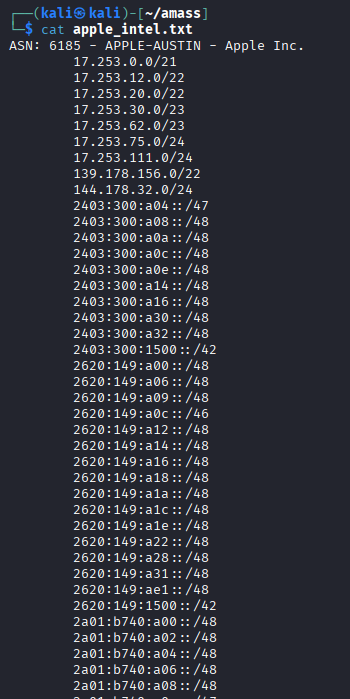 ┌──(kali㉿kali)-[~/amass]
└─$ cat apple_intel.txt
ASN: 6185 - APPLE-AUSTIN - Apple Inc.
17.253.0.0/21
17.253.12.0/22
17.253.20.0/22
17.253.30.0/23
17.253.62.0/23
17.253.75.0/24
17.253.111.0/24
139.178.156.0/22
144.178.32.0/24
2403:300:a04::/47
2403:300:a08::/48
2403:300:a0a::/48
2403:300:a0c::/48
2403:300:a0e::/48
2403:300:a14::/48
2403:300:a16::/48
2403:300:a30::/48
2403:300:a32::/48
2403:300:1500::/42
2620:149:a00::/48
2620:149:a06::/48
2620:149:a09::/48
2620:149:a0c::/46
2620:149:a12::/48
2620:149:a14::/48
2620:149:a16::/48
2620:149:a18::/48
2620:149:a1a::/48
2620:149:a1c::/48
2620:149:a1e::/48
2620:149:a22::/48
2620:149:a28::/48
2620:149:a31::/48
2620:149:ae1::/48
2620:149:1500::/42
2a01:b740:a00::/48
2a01:b740:a02::/48
2a01:b740:a04::/48
2a01:b740:a06::/48
2a01:b740:a08::/48